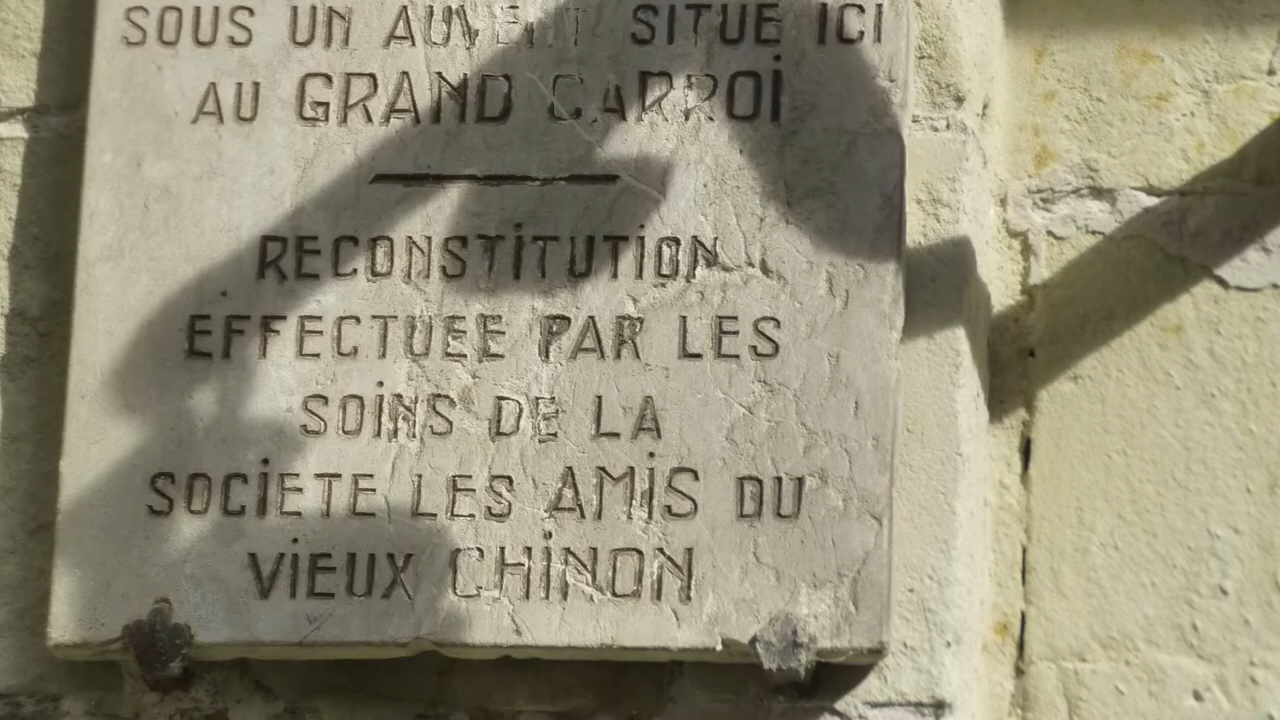 SOUS UN AUVENT SITUE ICI
AU GRAND CARROI
RECONSTITUTION
EFFECTUEE PAR LES
SOINS DE LA
SOCIETE LES AMIS DU
VIEUX CHINON